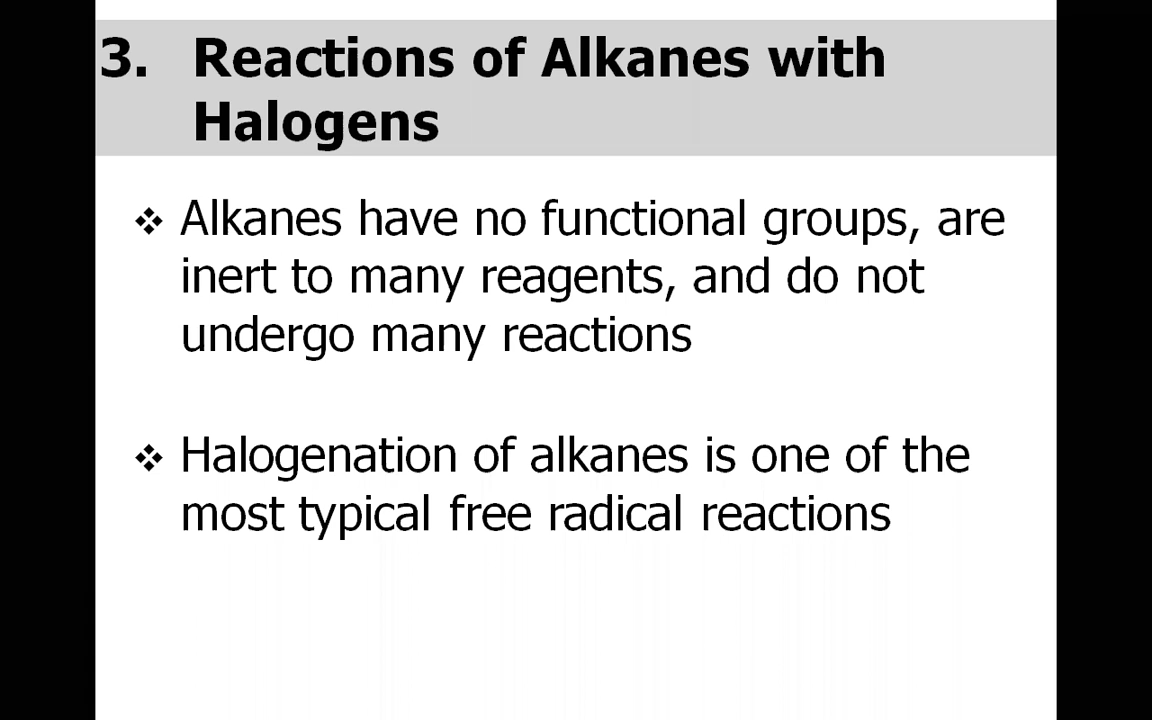 3. Reactions of Alkanes with
Halogens
❖ Alkanes have no functional groups, are
inert to many reagents, and do not
undergo many reactions
❖ Halogenation of alkanes is one of the
most typical free radical reactions